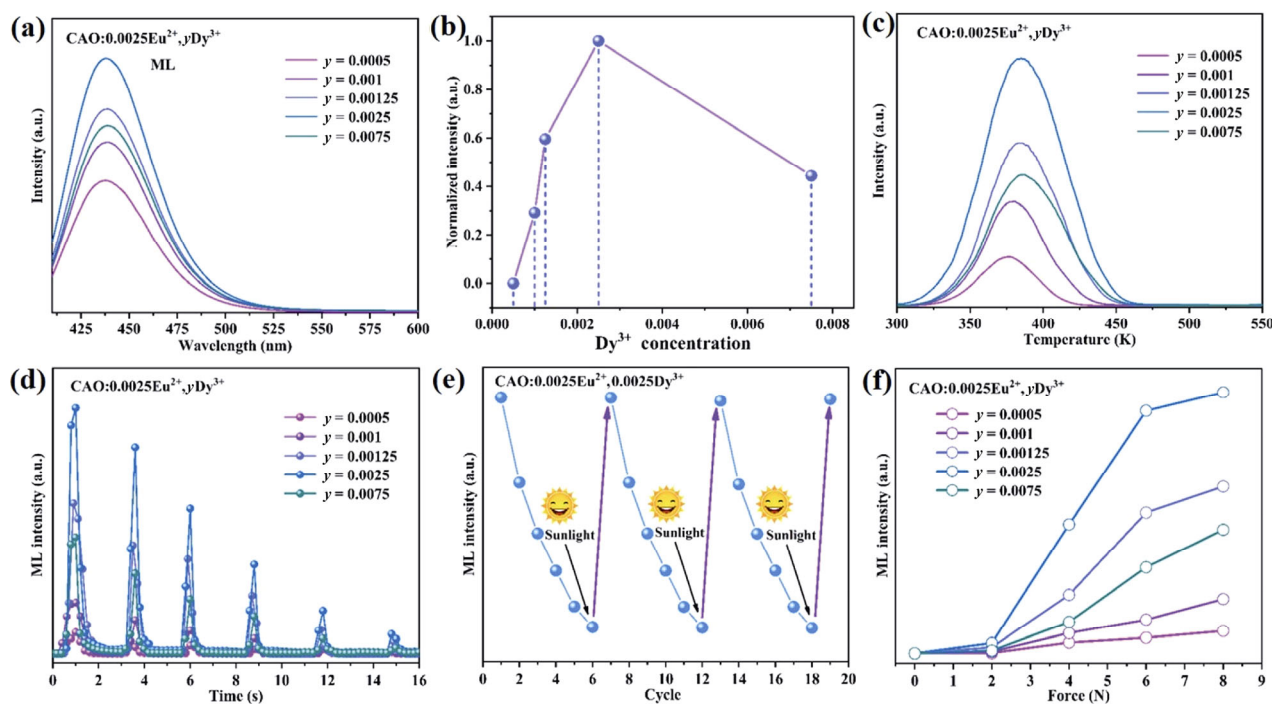 (a)
CAO:0.0025Eu²⁺,yDy³⁺
ML
y = 0.0005
y = 0.001
y = 0.00125
y = 0.0025
y = 0.0075
Intensity (a.u.)
425 450 475 500 525 550 575 600
Wavelength (nm)
(b)
Normalized intensity (a.u.)
1.0
0.8
0.6
0.4
0.2
0.0
0.000 0.002 0.004 0.006 0.008
Dy³⁺ concentration
(c)
CAO:0.0025Eu²⁺,yDy³⁺
y = 0.0005
y = 0.001
y = 0.00125
y = 0.0025
y = 0.0075
Intensity (a.u.)
300 350 400 450 500 550
Temperature (K)
(d)
CAO:0.0025Eu²⁺,yDy³⁺
y = 0.0005
y = 0.001
y = 0.00125
y = 0.0025
y = 0.0075
ML intensity (a.u.)
0 2 4 6 8 10 12 14 16
Time (s)
(e)
CAO:0.0025Eu²⁺,0.0025Dy³⁺
Sunlight Sunlight Sunlight
ML intensity (a.u.)
0 2 4 6 8 10 12 14 16 18 20
Cycle
(f)
CAO:0.0025Eu²⁺,yDy³⁺
y = 0.0005
y = 0.001
y = 0.00125
y = 0.0025
y = 0.0075
ML intensity (a.u.)
0 1 2 3 4 5 6 7 8 9
Force (N)